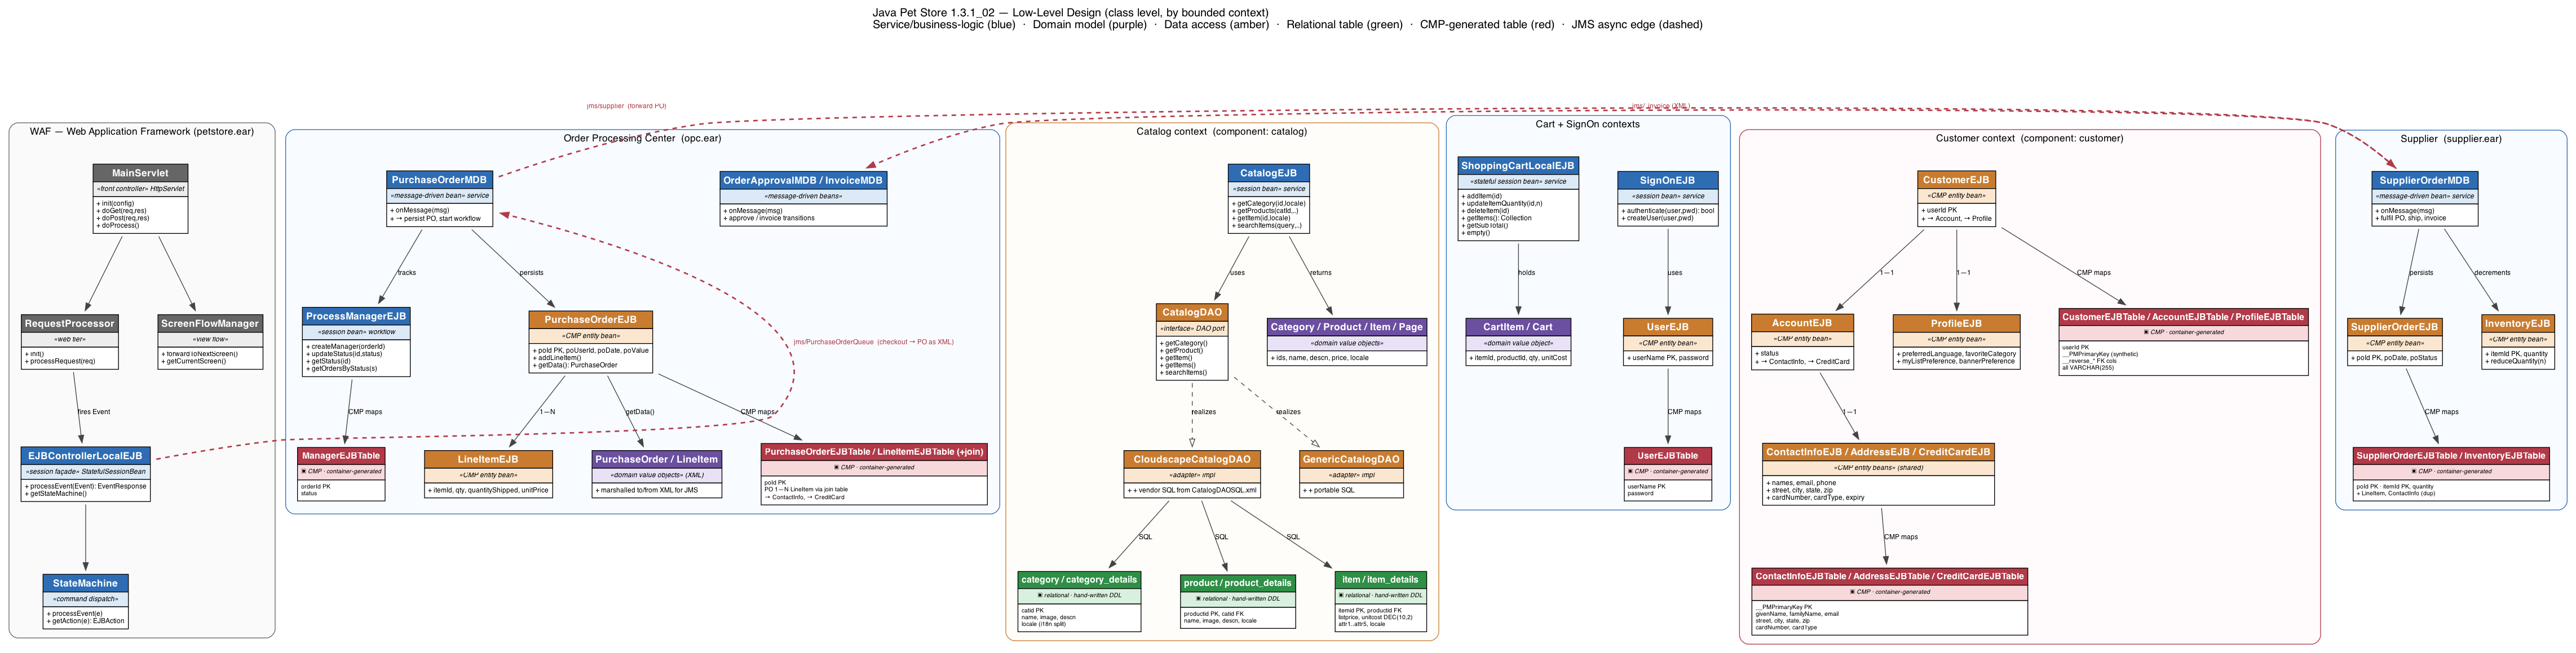 Java Pet Store 1.3.1_02 — Low-Level Design (class level, by bounded context)
Service/business-logic (blue) · Domain model (purple) · Data access (amber) · Relational table (green) · CMP-generated table (red) · JMS async edge (dashed)
jms/supplier (forward PO)
jms/ invoice (XML)
WAF — Web Application Framework (petstore.ear)
MainServlet
«front controller» HttpServlet
+ init(config)
+ doGet(req,res)
+ doPost(req,res)
+ doProcess()
RequestProcessor
«web tier»
+ init()
+ processRequest(req)
ScreenFlowManager
«view flow»
+ forwardToNextScreen()
+ getCurrentScreen()
fires Event
EJBControllerLocalEJB
«session façade» StatefulSessionBean
+ processEvent(Event): EventResponse
+ getStateMachine()
StateMachine
«command dispatch»
+ processEvent(e)
+ getAction(e): EJBAction
Order Processing Center (opc.ear)
PurchaseOrderMDB
«message-driven bean» service
+ onMessage(msg)
+ → persist PO, start workflow
OrderApprovalMDB / InvoiceMDB
«message-driven beans»
+ onMessage(msg)
+ approve / invoice transitions
tracks
persists
ProcessManagerEJB
«session bean» workflow
+ createManager(orderId)
+ updateStatus(id,status)
+ getStatus(id)
+ getOrdersByStatus(s)
PurchaseOrderEJB
«CMP entity bean»
+ poId PK, poUserId, poDate, poValue
+ addLineItem()
+ getData(): PurchaseOrder
jms/PurchaseOrderQueue (checkout → PO as XML)
CMP maps
1—N
getData()
CMP maps
ManagerEJBTable
▣ CMP · container-generated
orderId PK
status
LineItemEJB
«CMP entity bean»
+ itemId, qty, quantityShipped, unitPrice
PurchaseOrder / LineItem
«domain value objects» (XML)
+ marshalled to/from XML for JMS
PurchaseOrderEJBTable / LineItemEJBTable (+join)
▣ CMP · container-generated
poId PK
PO 1—N LineItem via join table
→ ContactInfo, → CreditCard
Catalog context (component: catalog)
CatalogEJB
«session bean» service
+ getCategory(id,locale)
+ getProducts(catId,..)
+ getItem(id,locale)
+ searchItems(query,..)
uses
returns
CatalogDAO
«interface» DAO port
+ getCategory()
+ getProduct()
+ getItem()
+ getItems()
+ searchItems()
Category / Product / Item / Page
«domain value objects»
+ ids, name, descn, price, locale
realizes
realizes
CloudscapeCatalogDAO
«adapter» impl
+ + vendor SQL from CatalogDAOSQL.xml
GenericCatalogDAO
«adapter» impl
+ + portable SQL
SQL
SQL
SQL
category / category_details
▣ relational · hand-written DDL
catid PK
name, image, descn
locale (i18n split)
product / product_details
▣ relational · hand-written DDL
productid PK, catid FK
name, image, descn, locale
item / item_details
▣ relational · hand-written DDL
itemid PK, productid FK
listprice, unitcost DEC(10,2)
attr1..attr5, locale
Cart + SignOn contexts
ShoppingCartLocalEJB
«stateful session bean» service
+ addItem(id)
+ updateItemQuantity(id,n)
+ deleteItem(id)
+ getItems(): Collection
+ getSubTotal()
+ empty()
SignOnEJB
«session bean» service
+ authenticate(user,pwd): bool
+ createUser(user,pwd)
holds
uses
CartItem / Cart
«domain value object»
+ itemId, productId, qty, unitCost
UserEJB
«CMP entity bean»
+ userName PK, password
CMP maps
UserEJBTable
▣ CMP · container-generated
userName PK
password
Customer context (component: customer)
CustomerEJB
«CMP entity bean»
+ userId PK
+ → Account, → Profile
1—1
1—1
CMP maps
AccountEJB
«CMP entity bean»
+ status
+ → ContactInfo, → CreditCard
ProfileEJB
«CMP entity bean»
+ preferredLanguage, favoriteCategory
+ myListPreference, bannerPreference
CustomerEJBTable / AccountEJBTable / ProfileEJBTable
▣ CMP · container-generated
userId PK
__PMPrimaryKey (synthetic)
__reverse_* FK cols
all VARCHAR(255)
1—1
ContactInfoEJB / AddressEJB / CreditCardEJB
«CMP entity beans» (shared)
+ names, email, phone
+ street, city, state, zip
+ cardNumber, cardType, expiry
CMP maps
ContactInfoEJBTable / AddressEJBTable / CreditCardEJBTable
▣ CMP · container-generated
__PMPrimaryKey PK
givenName, familyName, email
street, city, state, zip
cardNumber, cardType
Supplier (supplier.ear)
SupplierOrderMDB
«message-driven bean» service
+ onMessage(msg)
+ fulfil PO, ship, invoice
persists
decrements
SupplierOrderEJB
«CMP entity bean»
+ poId PK, poDate, poStatus
InventoryEJB
«CMP entity bean»
+ itemId PK, quantity
+ reduceQuantity(n)
CMP maps
SupplierOrderEJBTable / InventoryEJBTable
▣ CMP · container-generated
poId PK · itemId PK, quantity
+ LineItem, ContactInfo (dup)